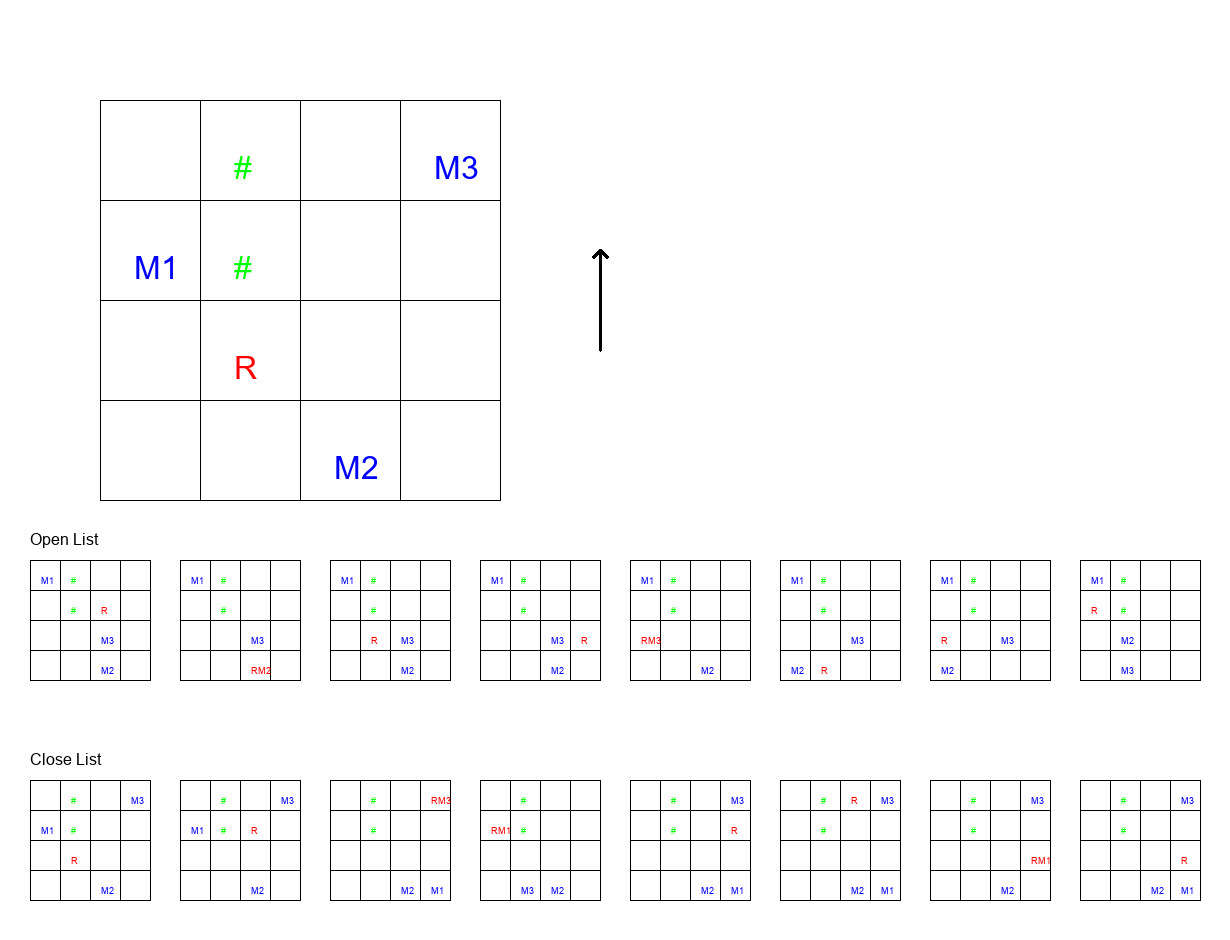 # M3
M1 #
R
M2
Open List
M1 # M1 # M1 # M1 # M1 # M1 # M1 # M1 #
# R # # # # # # R #
M3 M3 R M3 M3 R RM3 M3 R M3 M2
M2 RM2 M2 M2 M2 M2 R M2 M3
Close List
# M3 # M3 # RM3 # # M3 # R M3 # M3 # M3
M1 # M1 # R # RM1 # # R # # #
R RM1 R
M2 M2 M2 M1 M3 M2 M2 M1 M2 M1 M2 M2 M1